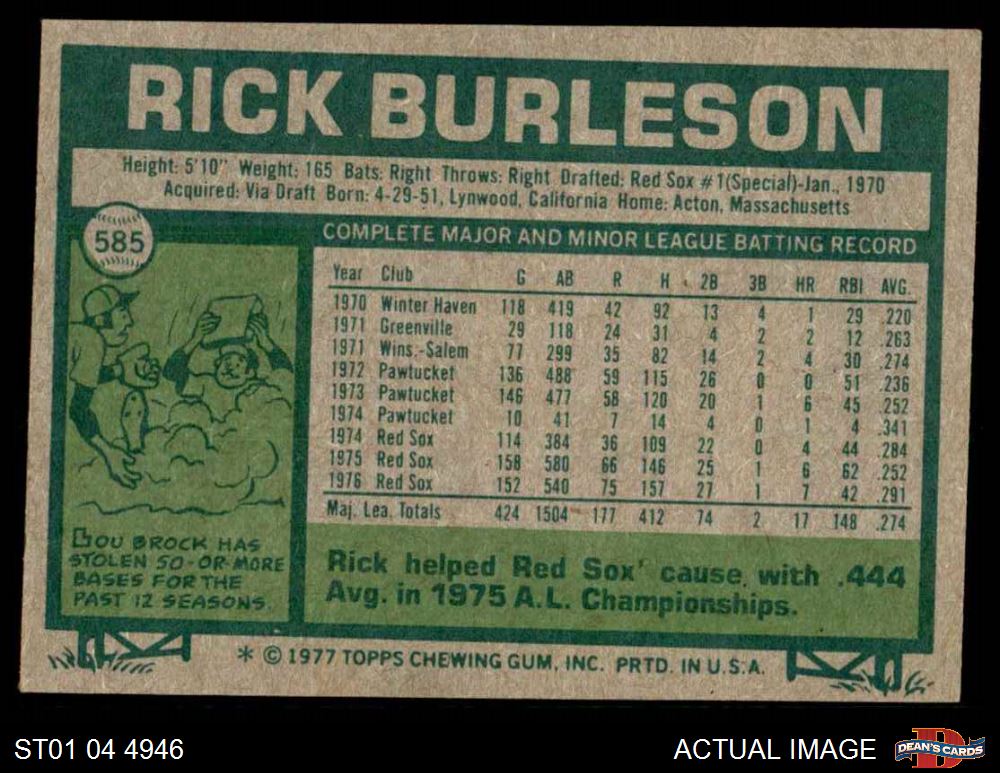 RICK BURLESON
Height: 5'10" Weight: 165 Bats: Right Throws: Right Drafted: Red Sox #1(Special)-Jan., 1970
Acquired: Via Draft Born: 4-29-51, Lynwood, California Home: Acton, Massachusetts
585
COMPLETE MAJOR AND MINOR LEAGUE BATTING RECORD
Year Club G AB R H 2B 3B HR RBI AVG.
1970 Winter Haven 118 419 42 92 13 4 1 29 .220
1971 Greenville 29 118 24 31 4 2 2 12 .263
1971 Wins.-Salem 77 299 35 82 14 2 4 30 .274
1972 Pawtucket 136 488 59 115 26 0 0 51 .236
1973 Pawtucket 146 477 58 120 20 1 6 45 .252
1974 Pawtucket 10 41 7 14 4 0 1 4 .341
1974 Red Sox 114 384 36 109 22 0 4 44 .284
1975 Red Sox 158 580 66 146 25 1 6 62 .252
1976 Red Sox 152 540 75 157 27 1 7 42 .291
Maj. Lea. Totals 424 1504 177 412 74 2 17 148 .274
LOU BROCK HAS
STOLEN 50-OR-MORE
BASES FOR THE
PAST 12 SEASONS.
Rick helped Red Sox' cause with .444
Avg. in 1975 A.L. Championships.
* © 1977 TOPPS CHEWING GUM, INC. PRTD. IN U.S.A.
ST01 04 4946
ACTUAL IMAGE
D
DEAN'S CARDS